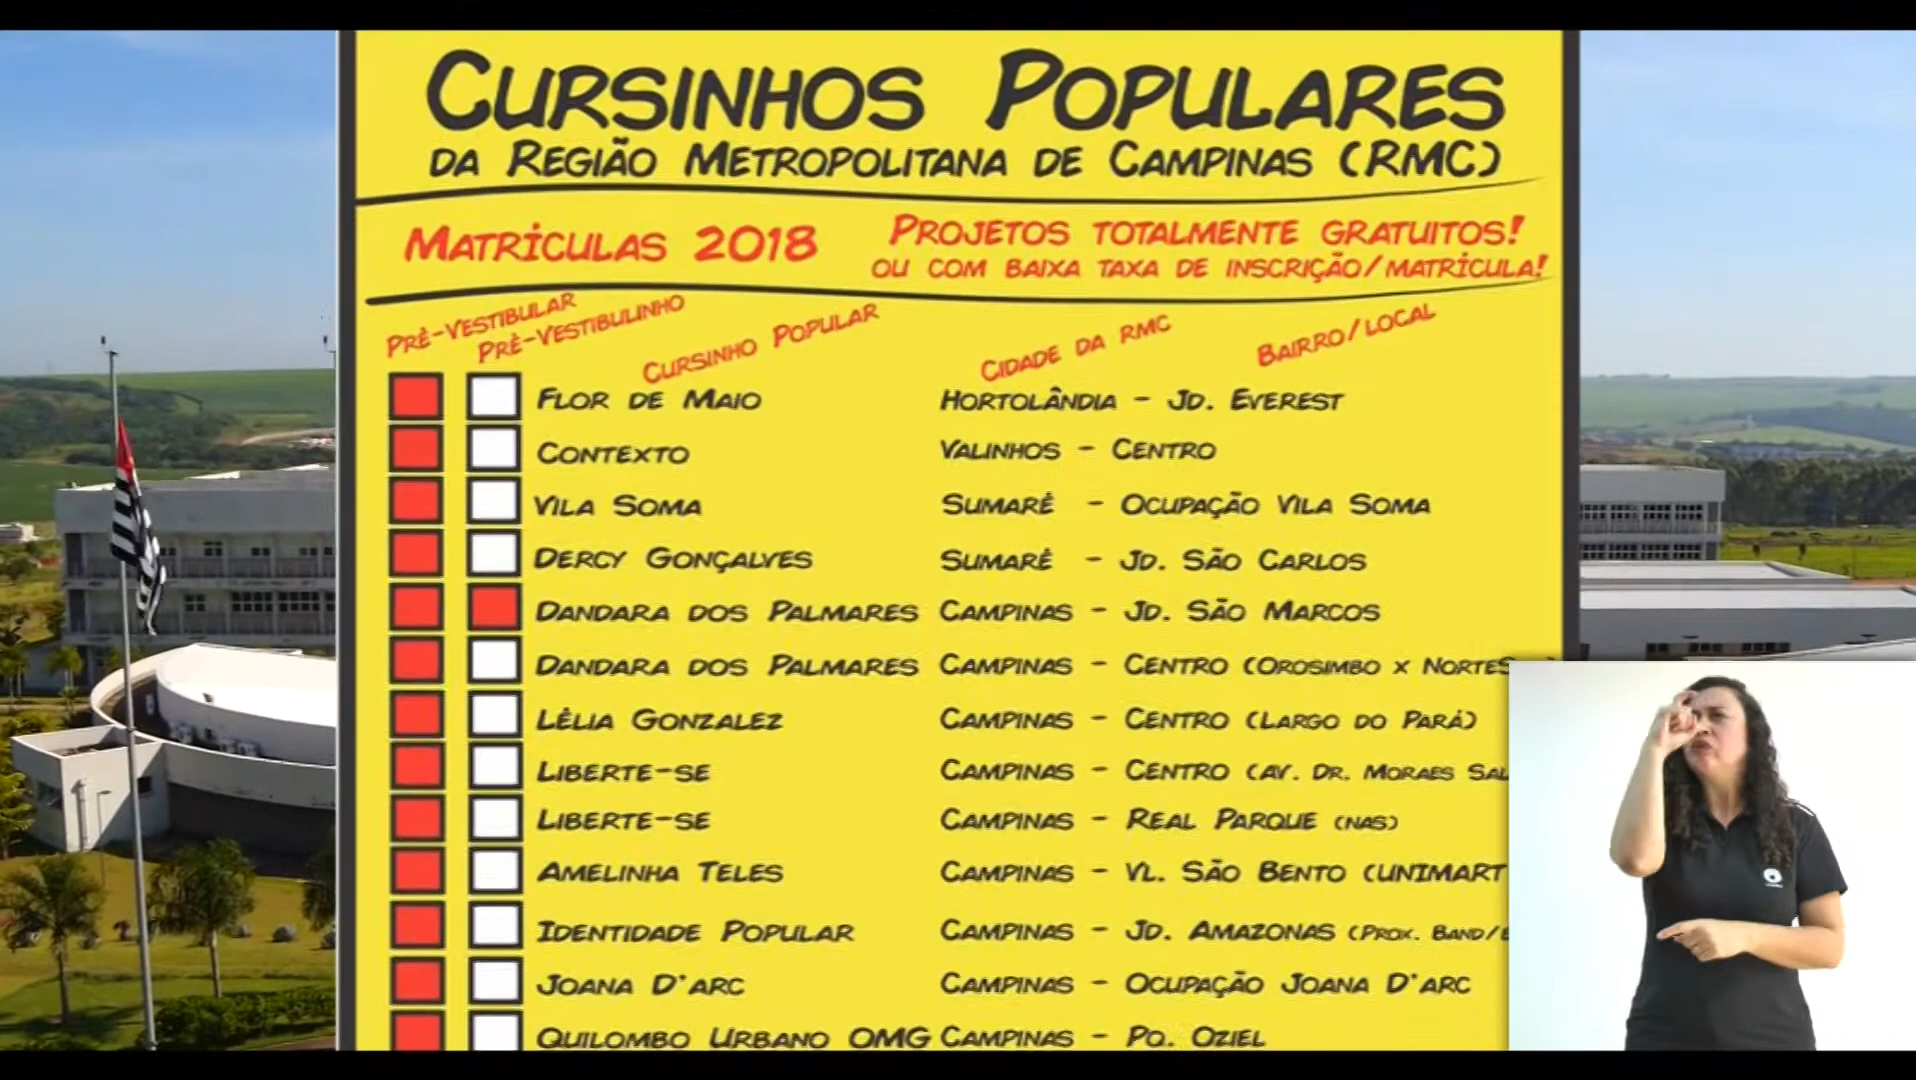 CURSINHOS POPULARES
DA REGIÃO METROPOLITANA DE CAMPINAS (RMC)
MATRÍCULAS 2018
PROJETOS TOTALMENTE GRATUITOS!
OU COM BAIXA TAXA DE INSCRIÇÃO/MATRÍCULA!
PRÉ-VESTIBULAR
PRÉ-VESTIBULINHO
CURSINHO POPULAR
CIDADE DA RMC
BAIRRO/LOCAL
FLOR DE MAIO HORTOLÂNDIA - JD. EVEREST
CONTEXTO VALINHOS - CENTRO
VILA SOMA SUMARÉ - OCUPAÇÃO VILA SOMA
DERCY GONÇALVES SUMARÉ - JD. SÃO CARLOS
DANDARA DOS PALMARES CAMPINAS - JD. SÃO MARCOS
DANDARA DOS PALMARES CAMPINAS - CENTRO (OROSIMBO X
LÉLIA GONZALEZ CAMPINAS - CENTRO (LARGO DO PARÁ)
LIBERTE-SE CAMPINAS - CENTRO (AV. DR. MORAES
LIBERTE-SE CAMPINAS - REAL PARQUE (NAS)
AMELINHA TELES CAMPINAS - VL. SÃO BENTO (UNIMART
IDENTIDADE POPULAR CAMPINAS - JD. AMAZONAS (PROX. BAND/
JOANA D'ARC CAMPINAS - OCUPAÇÃO JOANA D'ARC
QUILOMBO URBANO OMG CAMPINAS - PQ. OZIEL